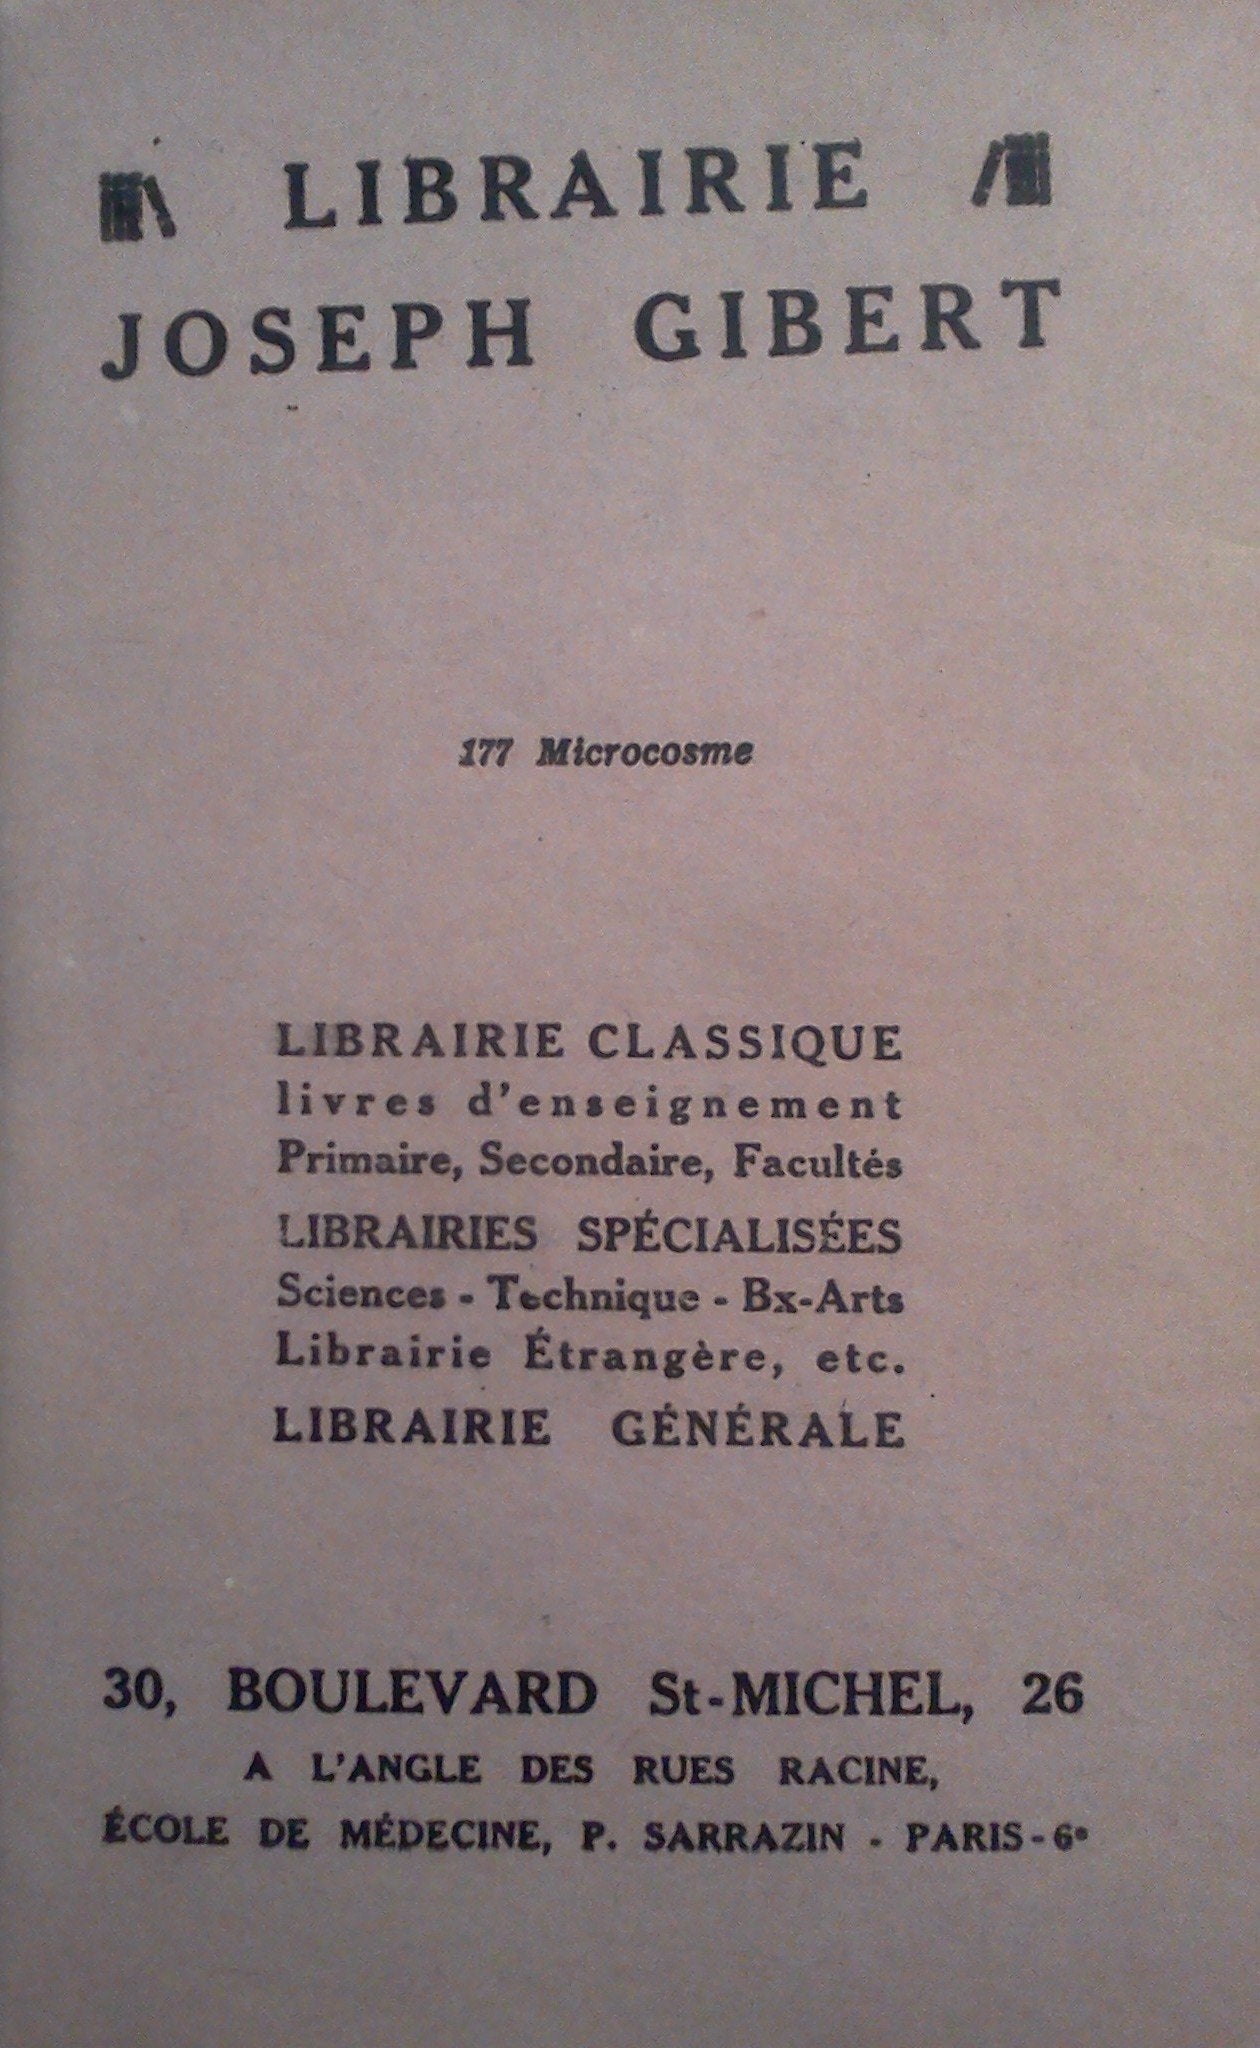 LIBRAIRIE
JOSEPH GIBERT
177 Microcosme
LIBRAIRIE CLASSIQUE
livres d'enseignement
Primaire, Secondaire, Facultés
LIBRAIRIES SPÉCIALISÉES
Sciences - Technique - Bx-Arts
Librairie Étrangère, etc.
LIBRAIRIE GÉNÉRALE
30, BOULEVARD St-MICHEL, 26
A L'ANGLE DES RUES RACINE,
ÉCOLE DE MÉDECINE, P. SARRAZIN - PARIS-6e